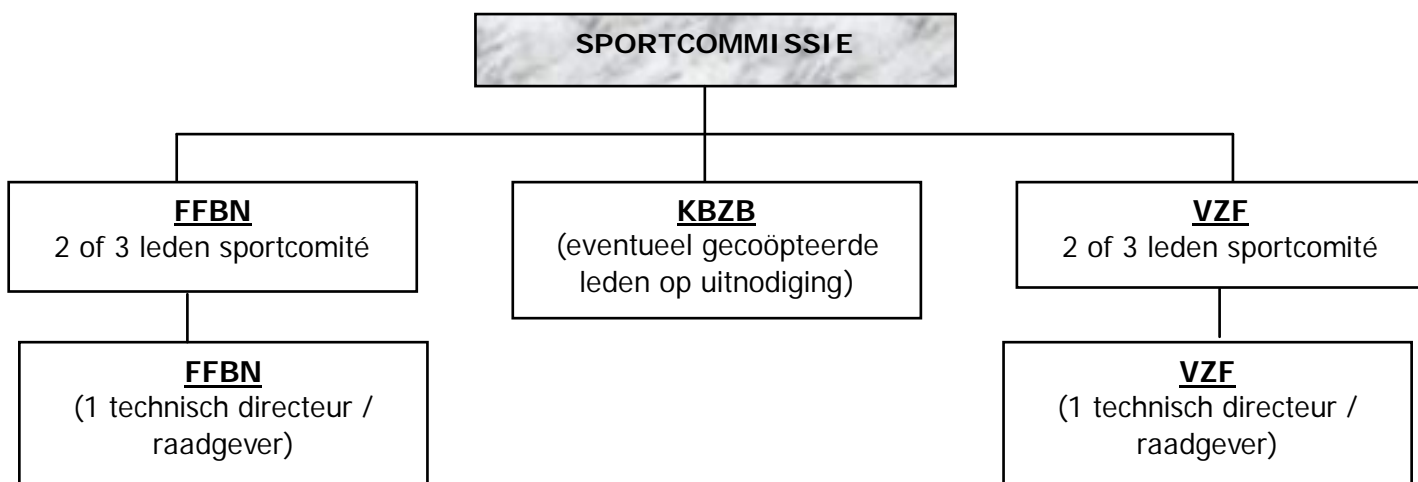 SPORTCOMMISSIE
FFBN
2 of 3 leden sportcomité
KBZB
(eventueel gecoöpteerde
leden op uitnodiging)
VZF
2 of 3 leden sportcomité
FFBN
(1 technisch directeur /
raadgever)
VZF
(1 technisch directeur /
raadgever)